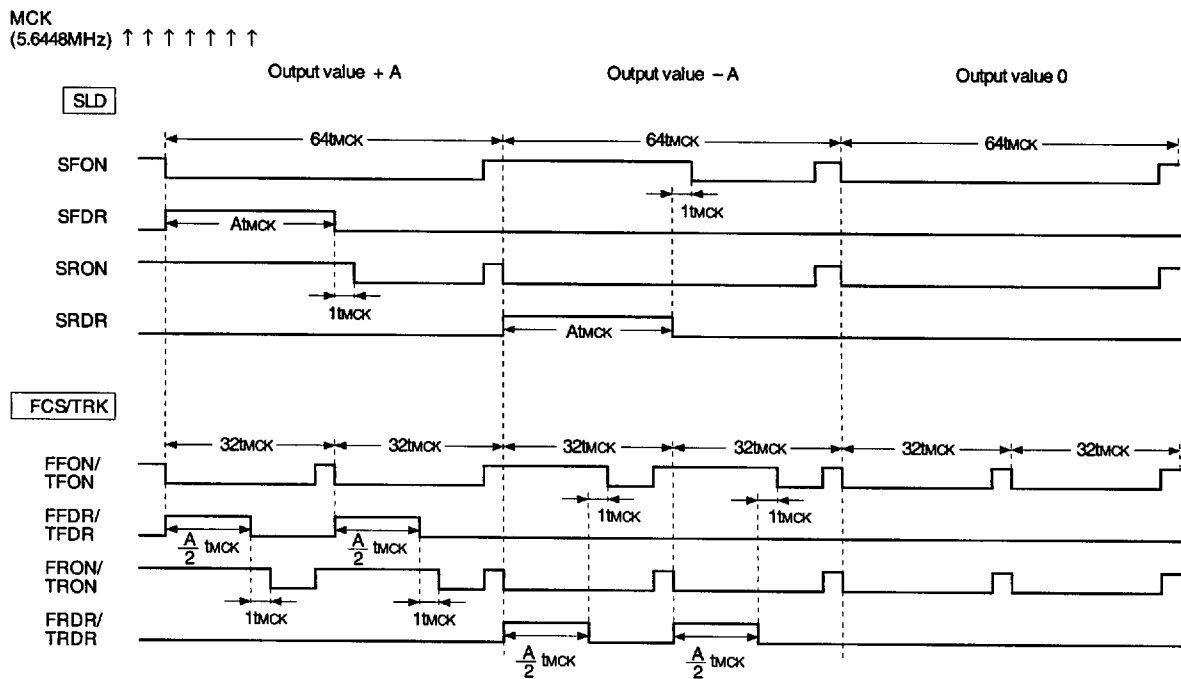 MCK
(5.6448MHz) ↑ ↑ ↑ ↑ ↑ ↑ ↑
Output value + A Output value – A Output value 0
SLD
64tMCK 64tMCK 64tMCK
SFON
1tMCK
SFDR
AtMCK
SRON
1tMCK
SRDR
AtMCK
FCS/TRK
32tMCK 32tMCK 32tMCK 32tMCK 32tMCK 32tMCK
FFON/
TFON
1tMCK 1tMCK
FFDR/
TFDR
A/2 tMCK A/2 tMCK
FRON/
TRON
1tMCK 1tMCK
FRDR/
TRDR
A/2 tMCK A/2 tMCK